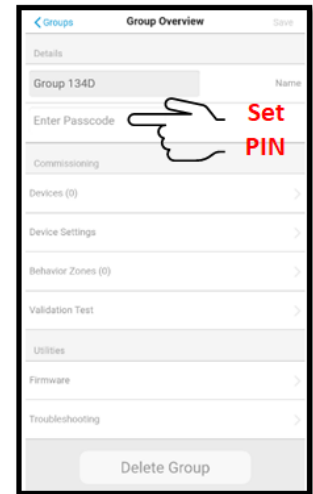 Groups Group Overview Save
Details
Group 134D Name
Enter Passcode
Set
PIN
Commissioning
Devices (0)
Device Settings
Behavior Zones (0)
Validation Test
Utilities
Firmware
Troubleshooting
Delete Group